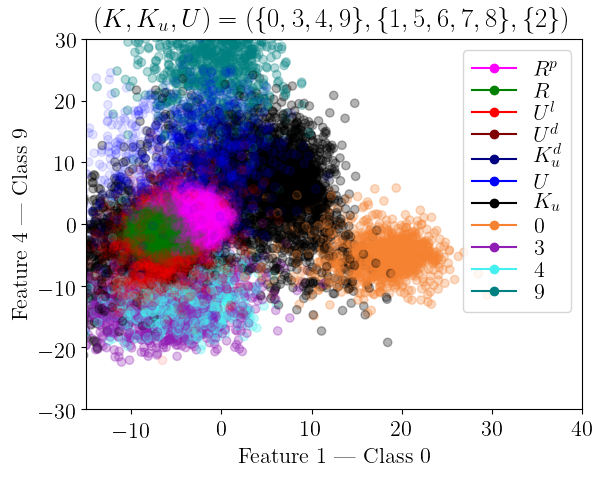 (K, K_u, U) = ({0, 3, 4, 9}, {1, 5, 6, 7, 8}, {2})
30
20
10
0
−10
−20
−30
Feature 4 — Class 9
R^p
R
U^l
U^d
K_u^d
U
K_u
0
3
4
9
−10 0 10 20 30 40
Feature 1 — Class 0